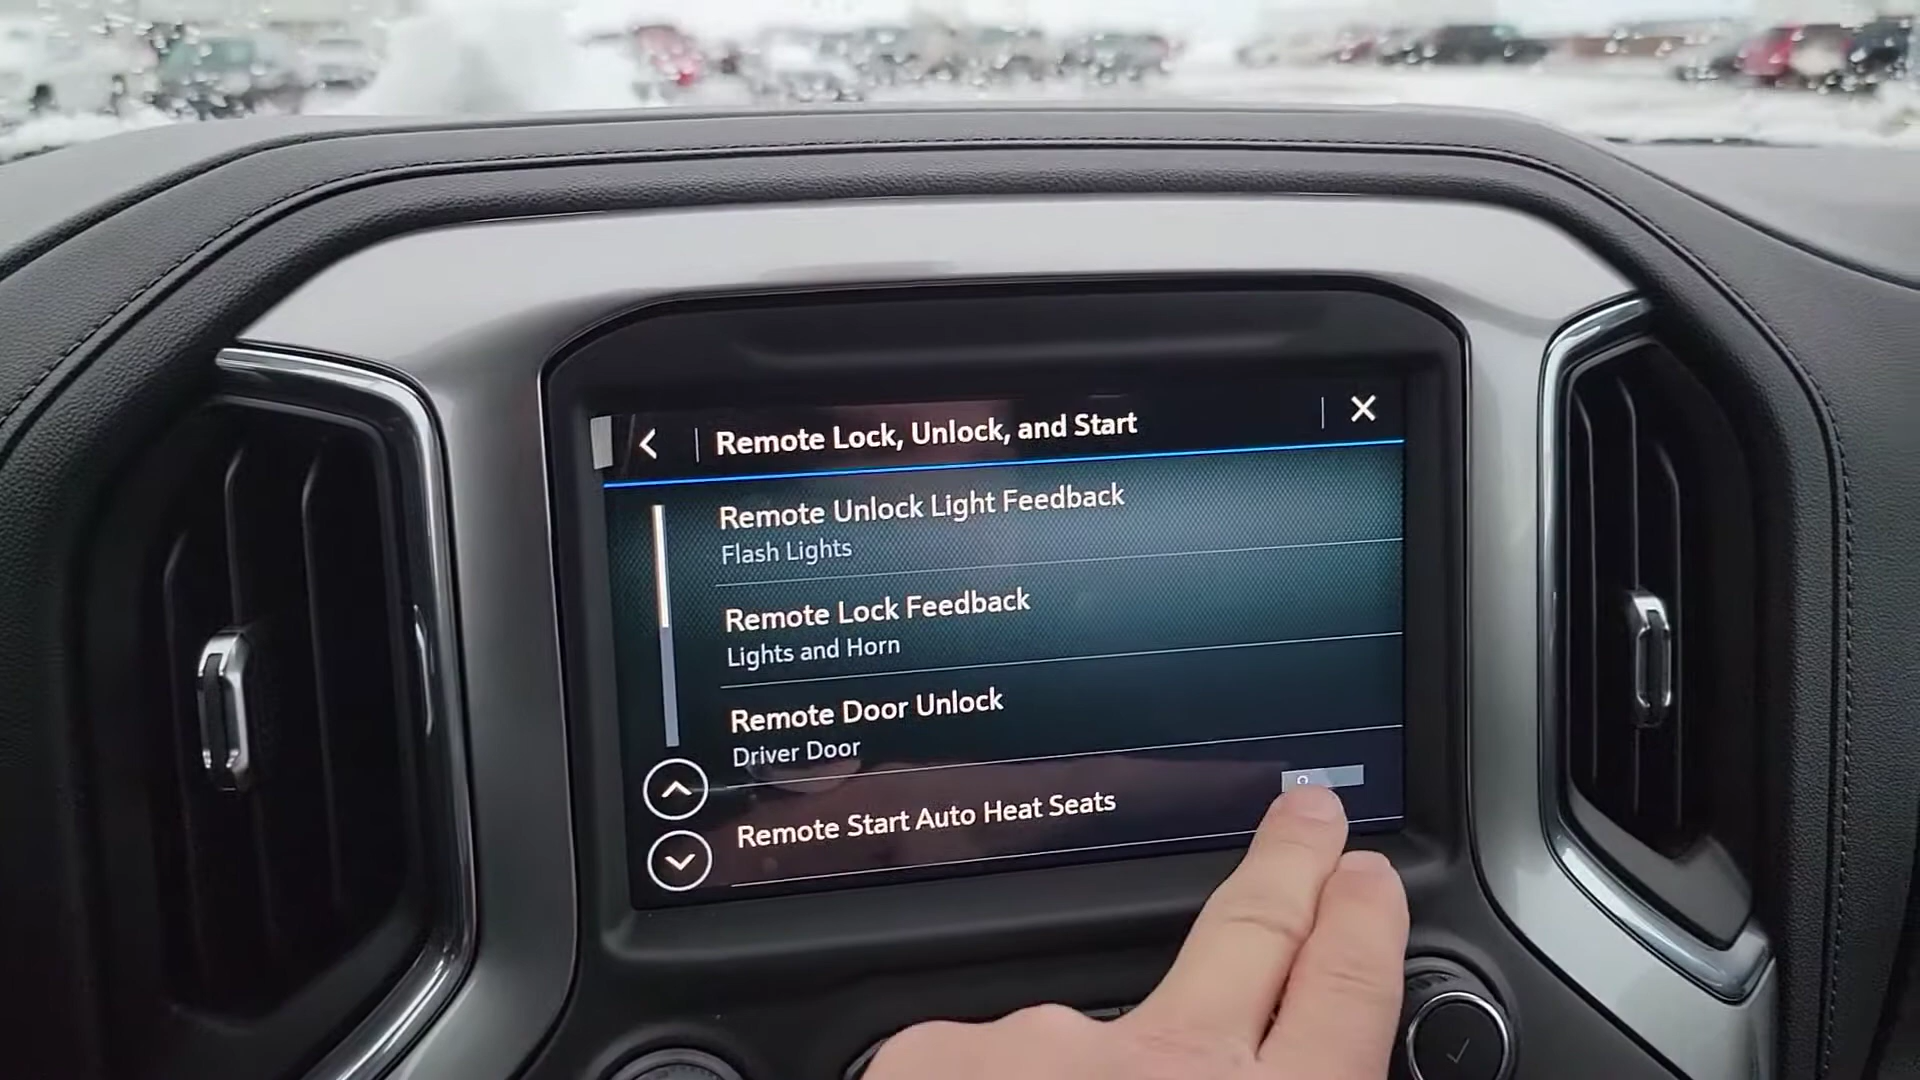 Remote Lock, Unlock, and Start
Remote Unlock Light Feedback
Flash Lights
Remote Lock Feedback
Lights and Horn
Remote Door Unlock
Driver Door
Remote Start Auto Heat Seats